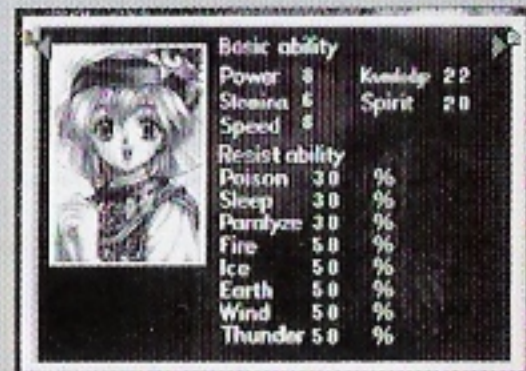 Basic ability
Power 8 Knowledge 22
Stamina 6 Spirit 20
Speed 8
Resist ability
Poison 30 %
Sleep 30 %
Paralyze 30 %
Fire 50 %
Ice 50 %
Earth 50 %
Wind 50 %
Thunder 50 %